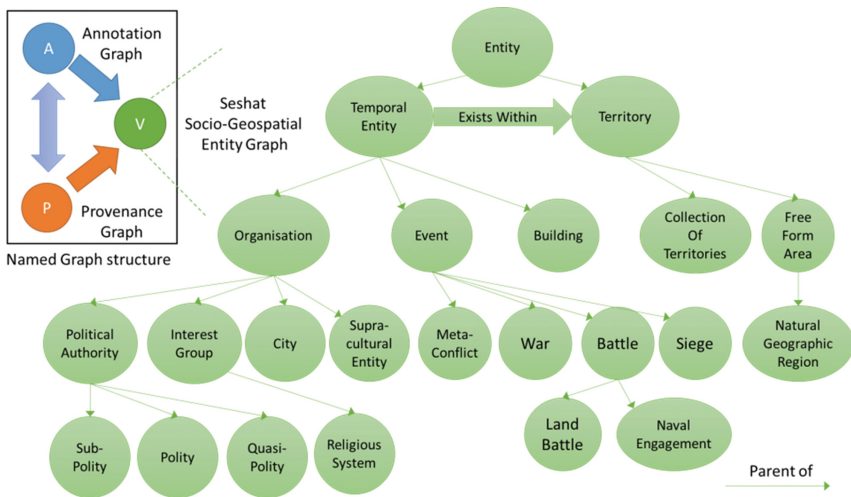 A
Annotation
Graph
V
P
Provenance
Graph
Named Graph structure
Seshat
Socio-Geospatial
Entity Graph
Entity
Temporal
Entity
Exists Within
Territory
Organisation
Event
Building
Collection
Of
Territories
Free
Form
Area
Political
Authority
Interest
Group
City
Supra-
cultural
Entity
Meta-
Conflict
War
Battle
Siege
Natural
Geographic
Region
Sub-
Polity
Polity
Quasi-
Polity
Religious
System
Land
Battle
Naval
Engagement
Parent of